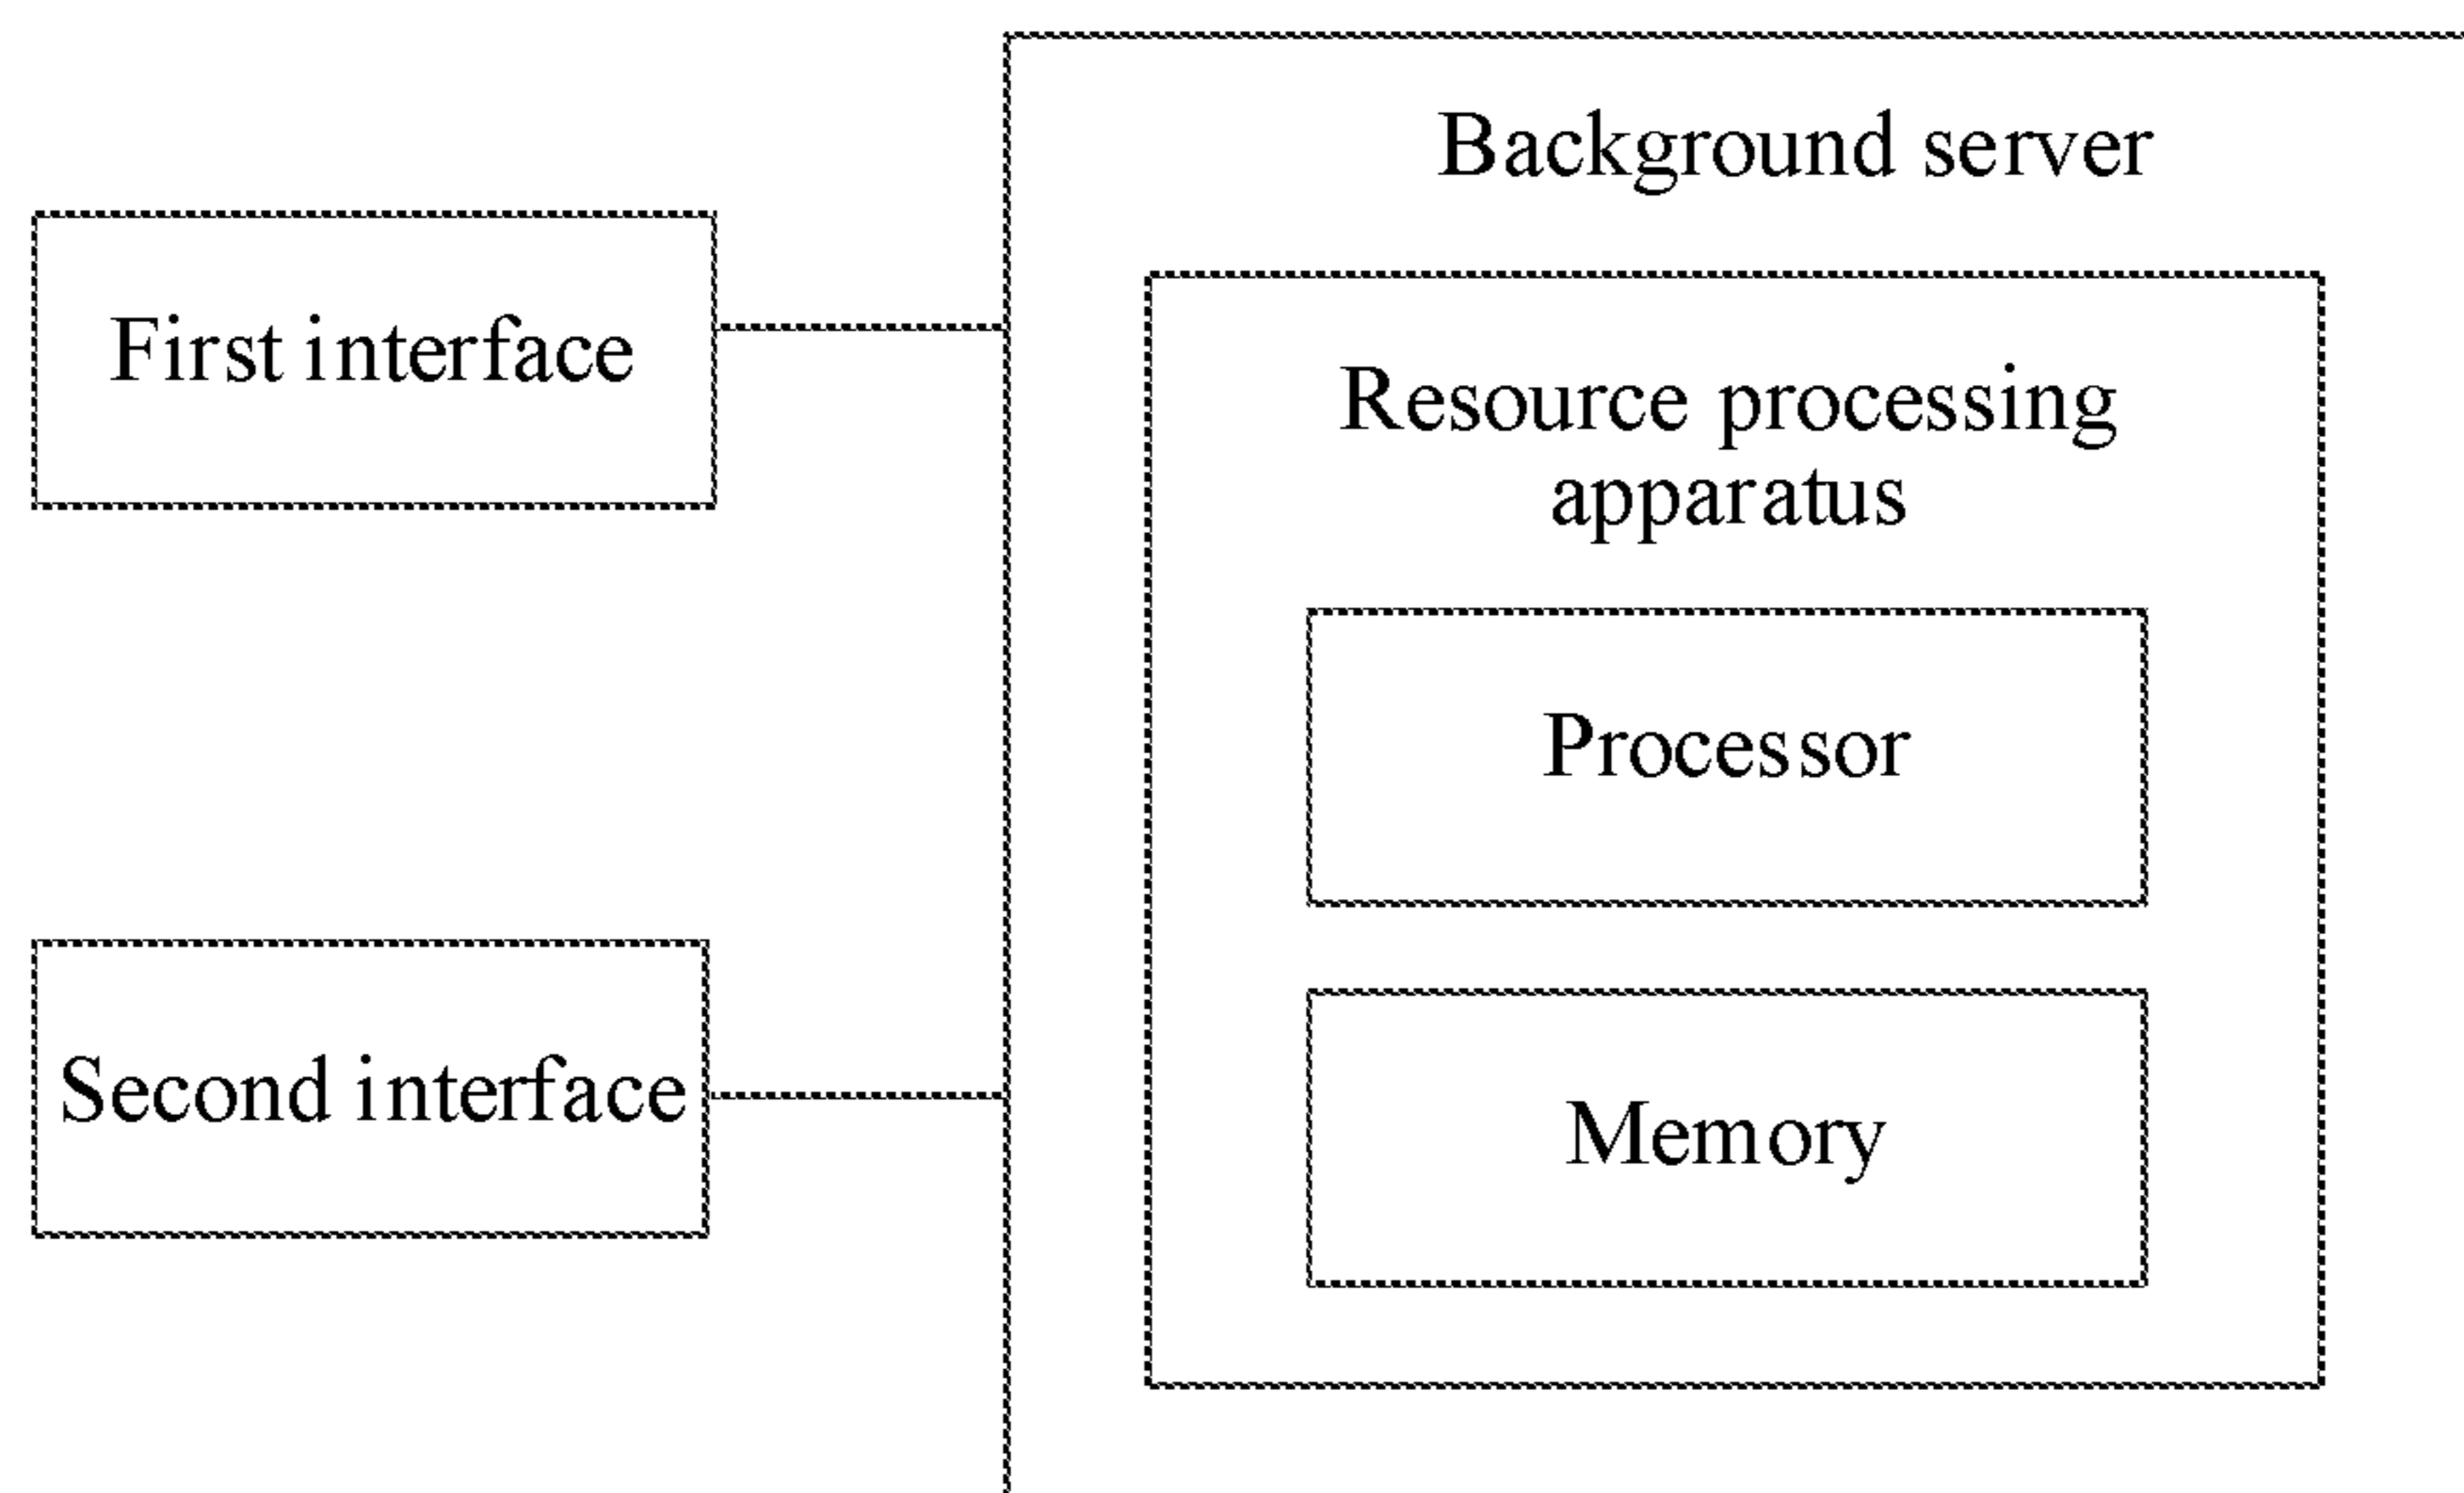 Background server
First interface
Resource processing
apparatus
Processor
Second interface
Memory